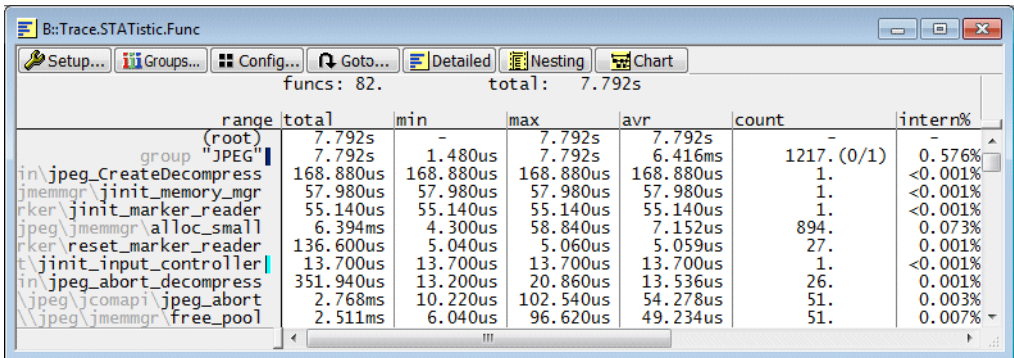 B::Trace.STATistic.Func
Setup... Groups... Config... Goto... Detailed Nesting Chart
funcs: 82. total: 7.792s
range total min max avr count intern%
(root) 7.792s - 7.792s 7.792s - -
group "JPEG" 7.792s 1.480us 7.792s 6.416ms 1217.(0/1) 0.576%
in\jpeg_CreateDecompress 168.880us 168.880us 168.880us 168.880us 1. <0.001%
jmemmgr\jinit_memory_mgr 57.980us 57.980us 57.980us 57.980us 1. <0.001%
rker\jinit_marker_reader 55.140us 55.140us 55.140us 55.140us 1. <0.001%
jpeg\jmemmgr\alloc_small 6.394ms 4.300us 58.840us 7.152us 894. 0.073%
rker\reset_marker_reader 136.600us 5.040us 5.060us 5.059us 27. 0.001%
t\jinit_input_controller 13.700us 13.700us 13.700us 13.700us 1. <0.001%
in\jpeg_abort_decompress 351.940us 13.200us 20.860us 13.536us 26. 0.001%
\jpeg\jcomapi\jpeg_abort 2.768ms 10.220us 102.540us 54.278us 51. 0.003%
\\jpeg\jmemmgr\free_pool 2.511ms 6.040us 96.620us 49.234us 51. 0.007%